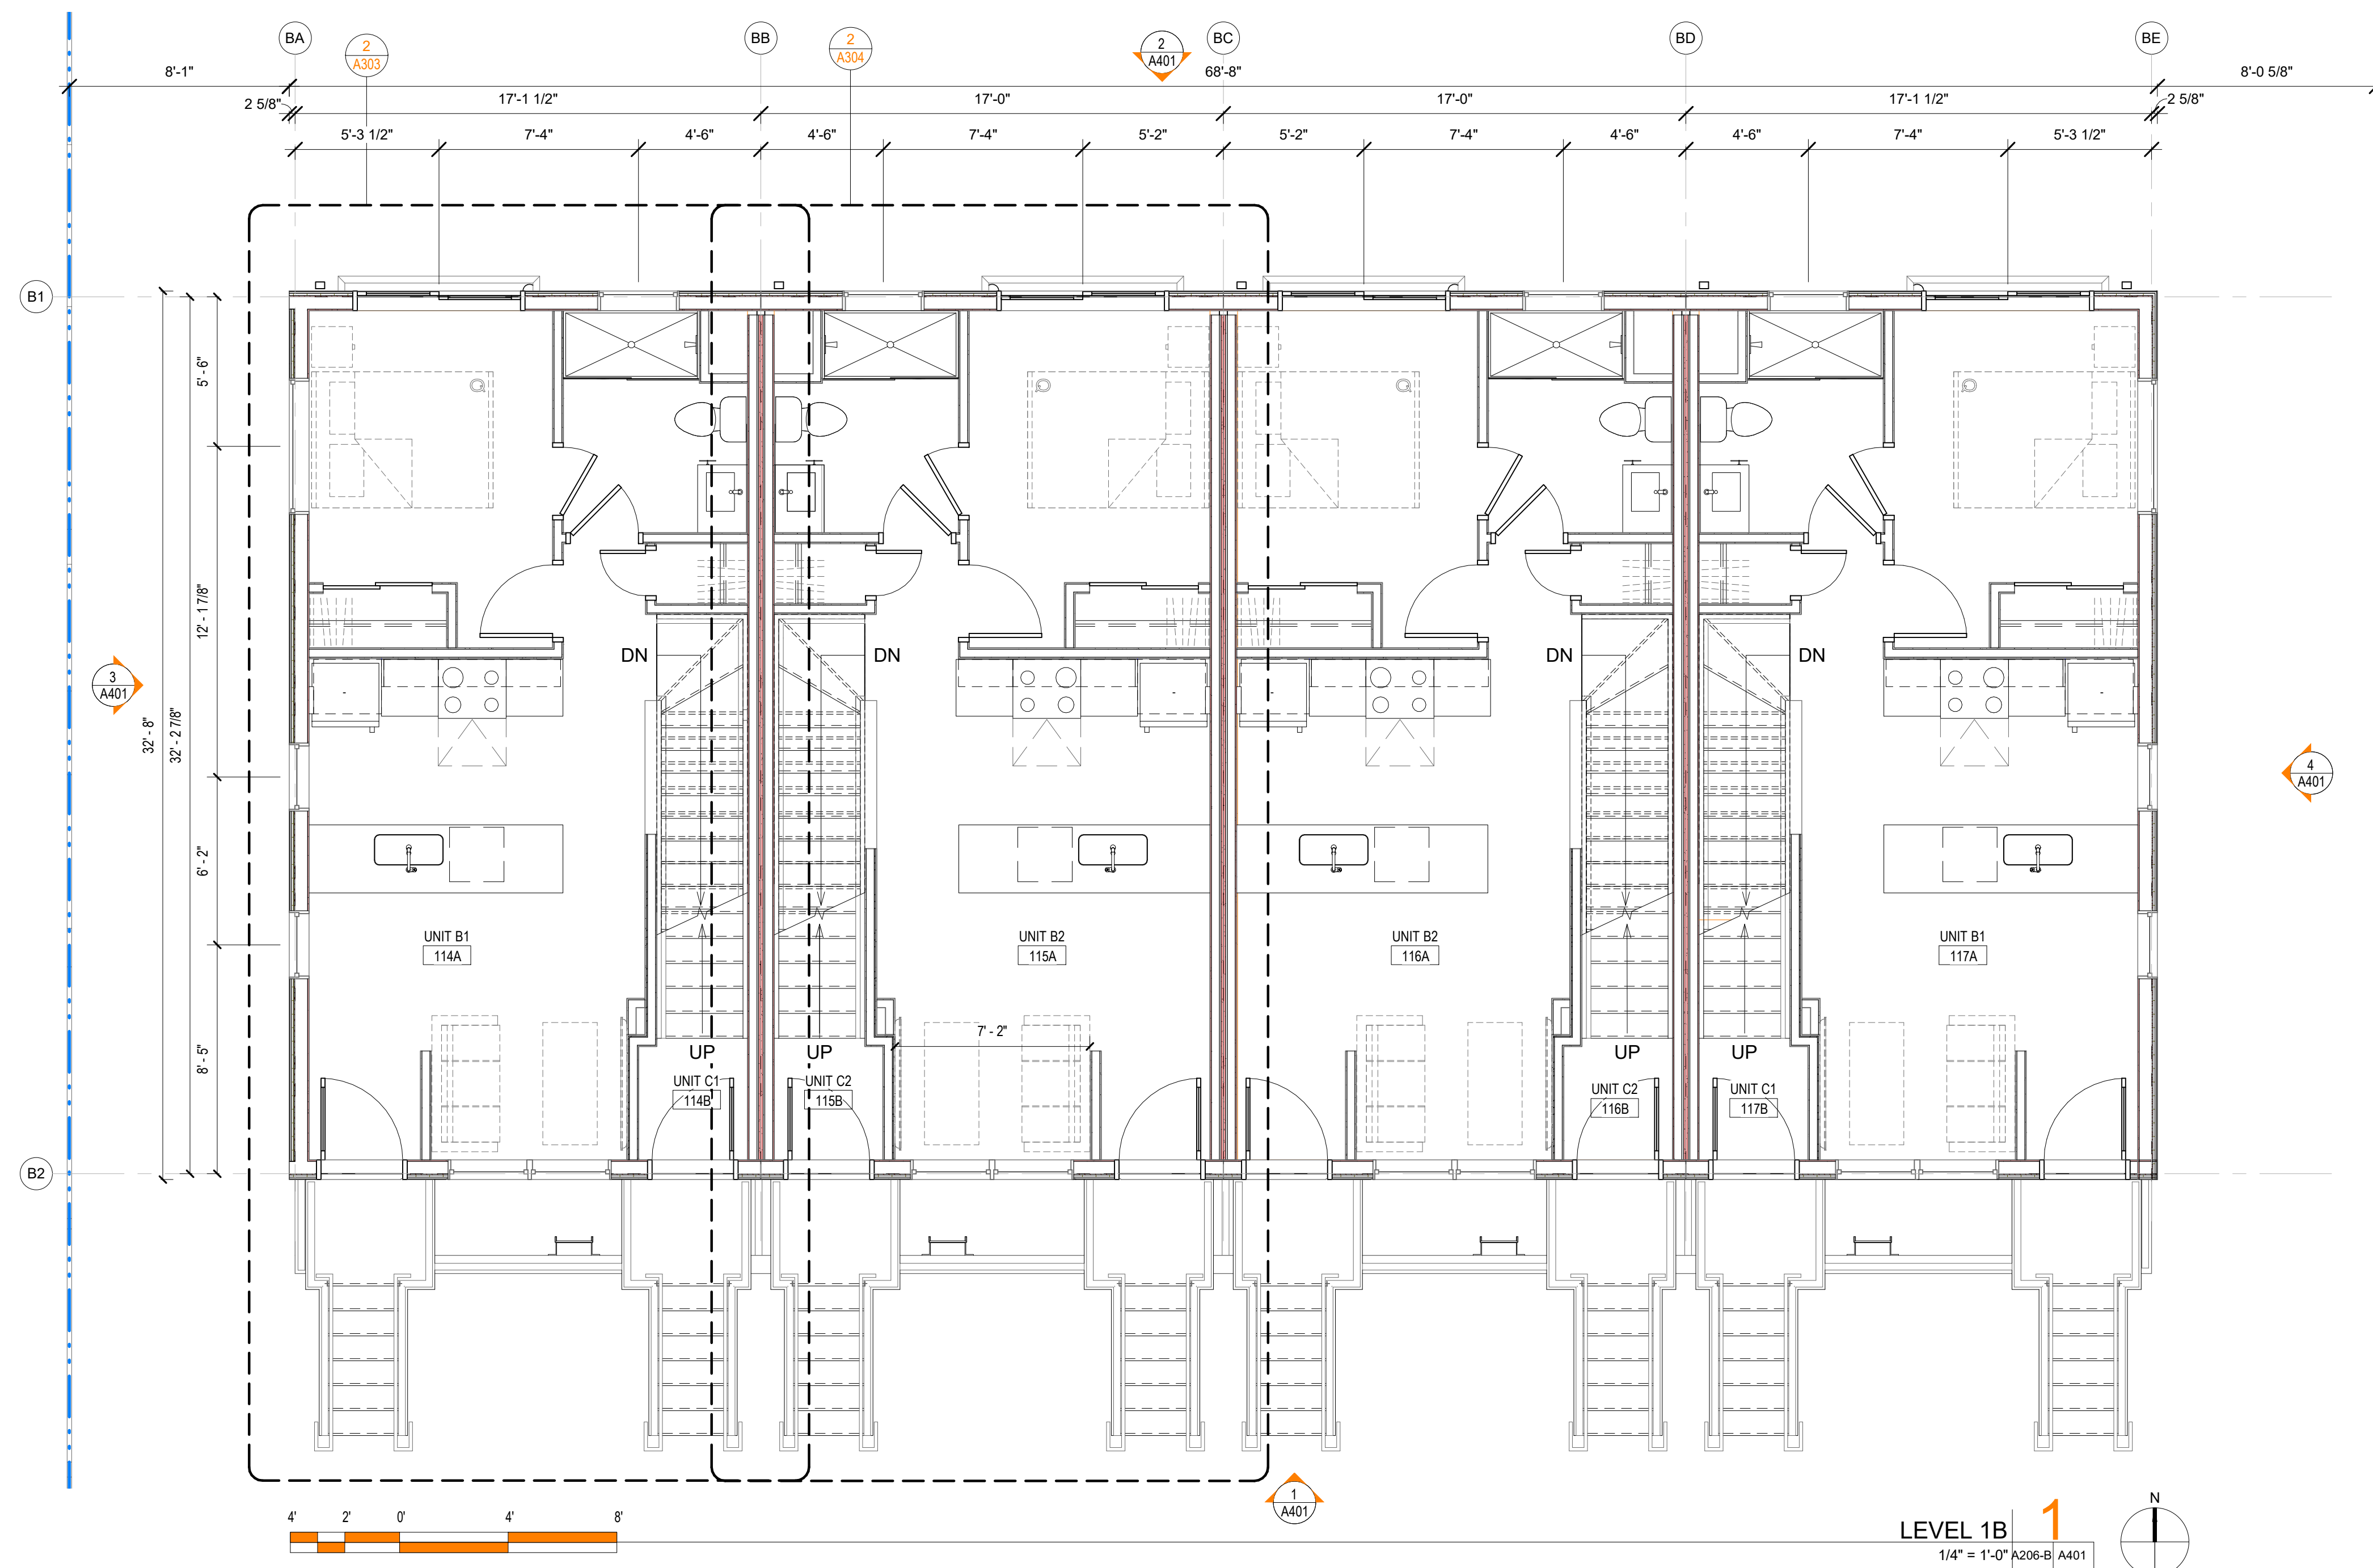 BA
BB
BC
BD
BE
2
A303
2
A304
2
A401
8'-1"
68'-8"
8'-0 5/8"
2 5/8"
17'-1 1/2"
17'-0"
17'-0"
17'-1 1/2"
2 5/8"
5'-3 1/2"
7'-4"
4'-6"
4'-6"
7'-4"
5'-2"
5'-2"
7'-4"
4'-6"
4'-6"
7'-4"
5'-3 1/2"
B1
5' - 6"
12' - 1 7/8"
32' - 8"
32' - 2 7/8"
6' - 2"
8' - 5"
3
A401
4
A401
DN
DN
DN
DN
UNIT B1
114A
UNIT B2
115A
UNIT B2
116A
UNIT B1
117A
7' - 2"
UP
UP
UP
UP
UNIT C1
114B
UNIT C2
115B
UNIT C2
116B
UNIT C1
117B
B2
1
A401
4'
2'
0'
4'
8'
LEVEL 1B
1
1/4" = 1'-0"
A206-B
A401
N